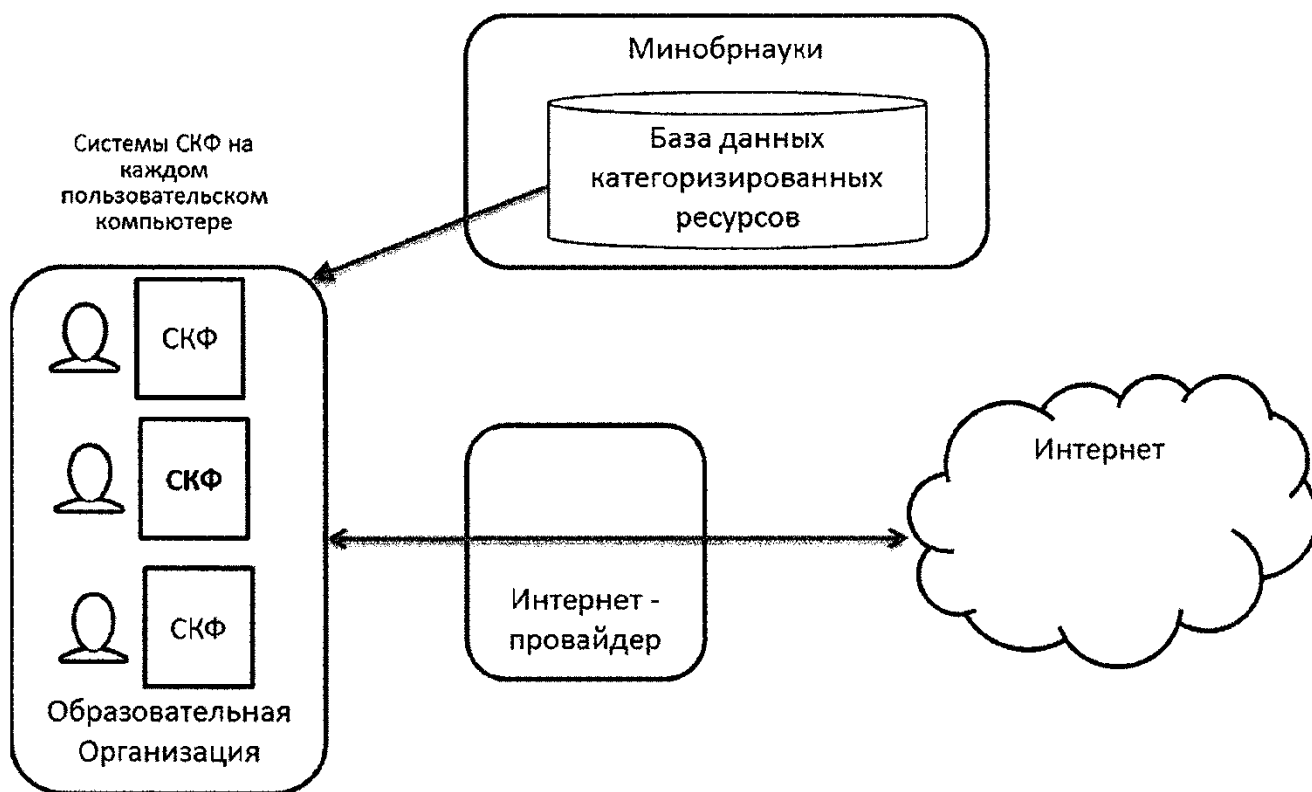 Минобрнауки
База данных
категоризированных
ресурсов
Системы СКФ на
каждом
пользовательском
компьютере
СКФ
СКФ
СКФ
Образовательная
Организация
Интернет -
провайдер
Интернет